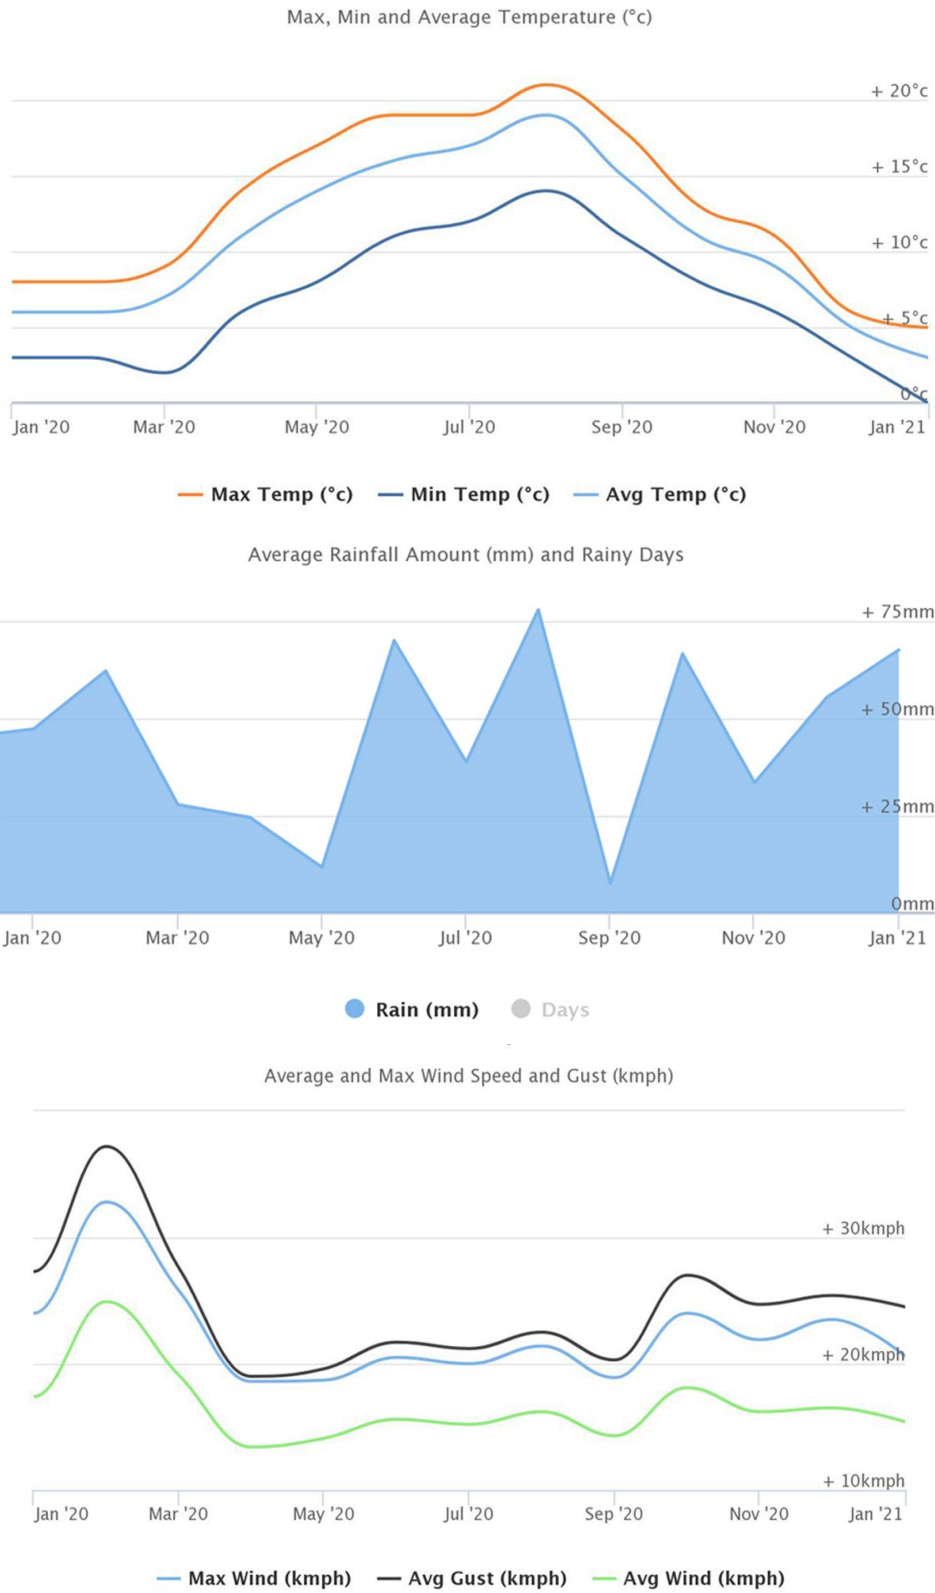 Max, Min and Average Temperature (°c)
+ 20°c
+ 15°c
+ 10°c
+ 5°c
0°c
Jan '20 Mar '20 May '20 Jul '20 Sep '20 Nov '20 Jan '21
Max Temp (°c) Min Temp (°c) Avg Temp (°c)
Average Rainfall Amount (mm) and Rainy Days
+ 75mm
+ 50mm
+ 25mm
0mm
Jan '20 Mar '20 May '20 Jul '20 Sep '20 Nov '20 Jan '21
Rain (mm) Days
Average and Max Wind Speed and Gust (kmph)
+ 30kmph
+ 20kmph
+ 10kmph
Jan '20 Mar '20 May '20 Jul '20 Sep '20 Nov '20 Jan '21
Max Wind (kmph) Avg Gust (kmph) Avg Wind (kmph)